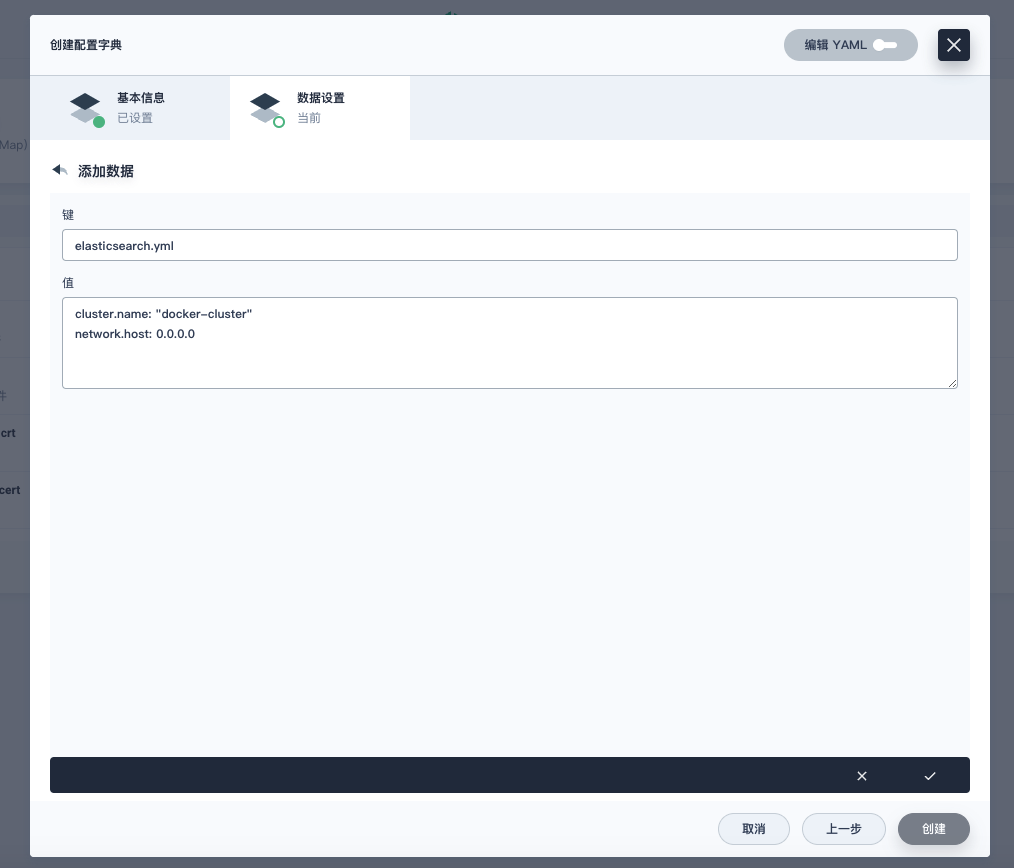 创建配置字典
编辑 YAML
基本信息
已设置
数据设置
当前
Map)
添加数据
键
elasticsearch.yml
值
cluster.name: "docker-cluster"
network.host: 0.0.0.0
件
crt
cert
取消
上一步
创建